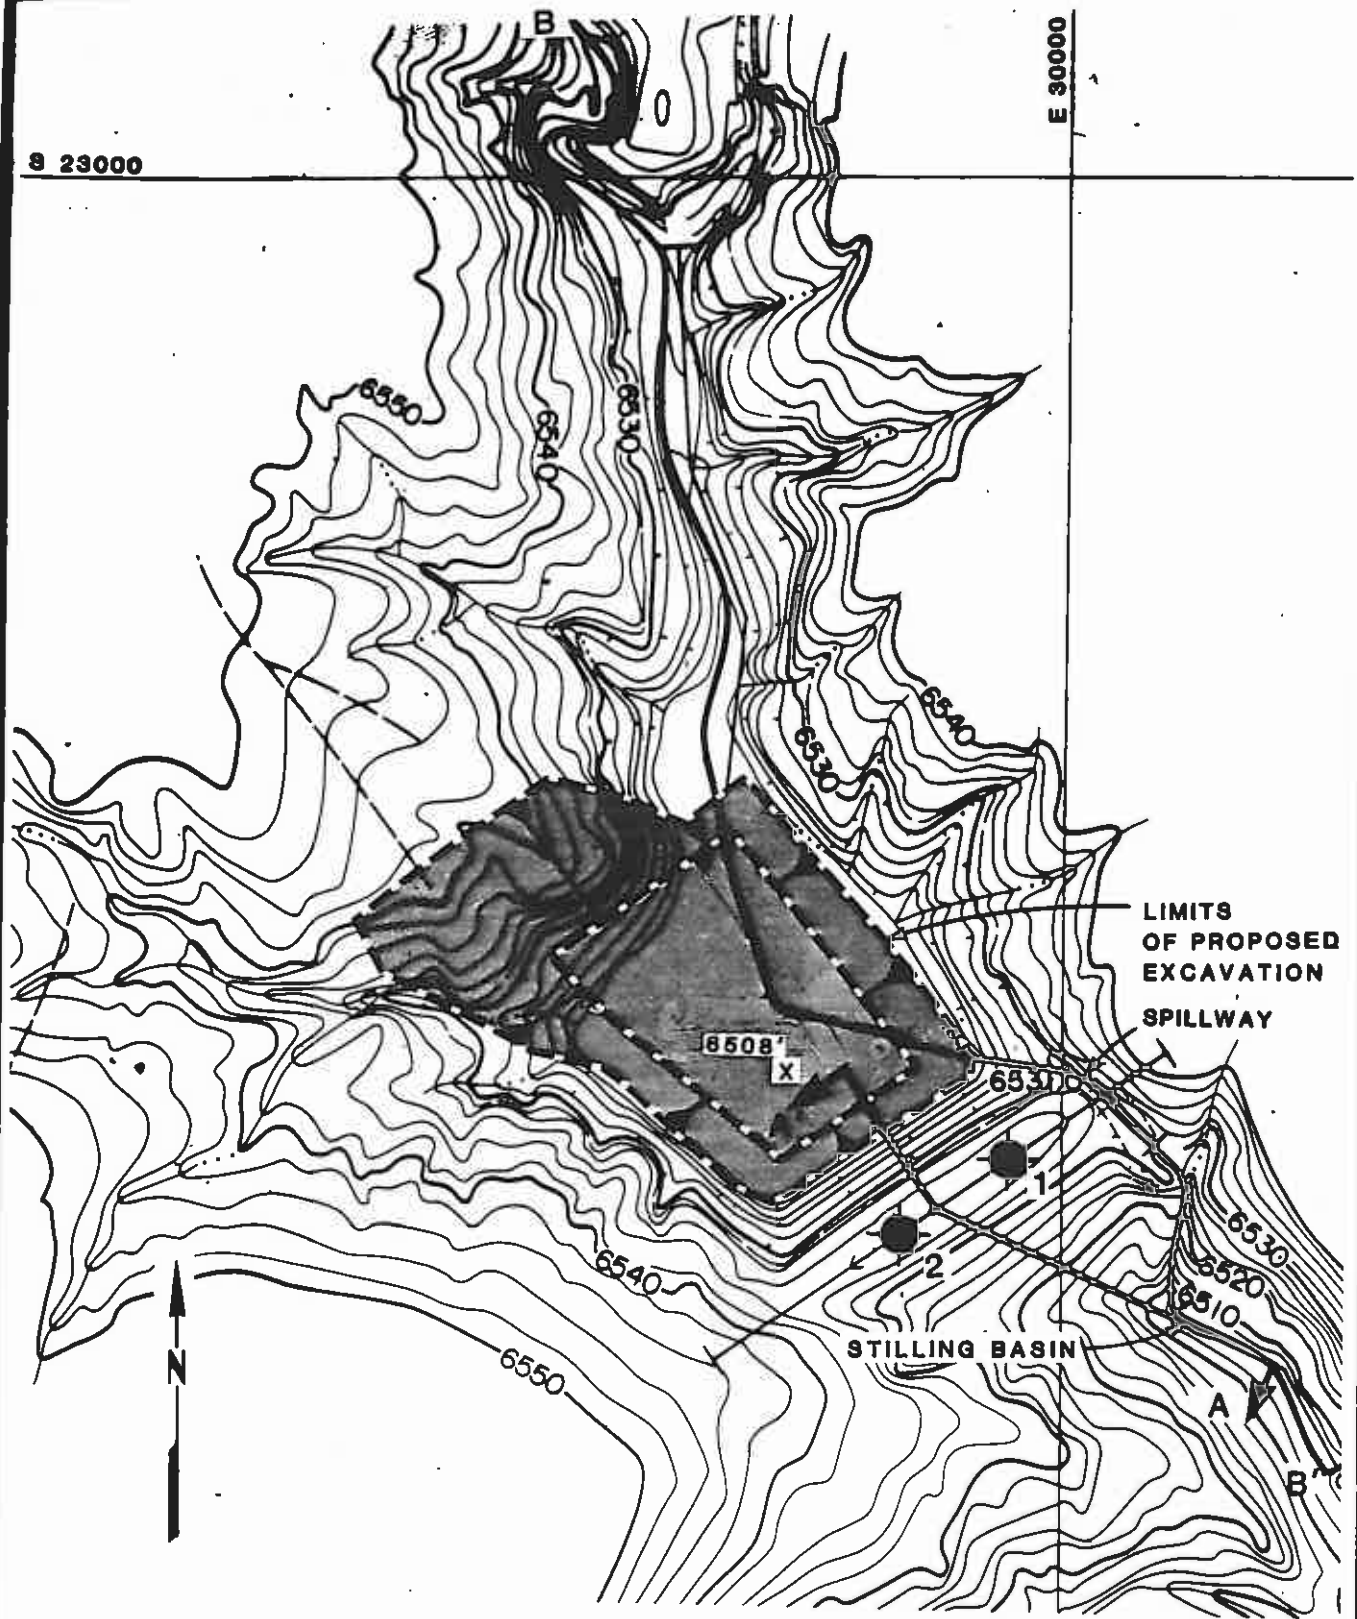 B
E 30000
S 23000
6550
6540
6530
6540
6530
LIMITS
OF PROPOSED
EXCAVATION
SPILLWAY
6508'
X
6531
1
2
6530
6520
6510
6540
STILLING BASIN
6550
N
A
B'